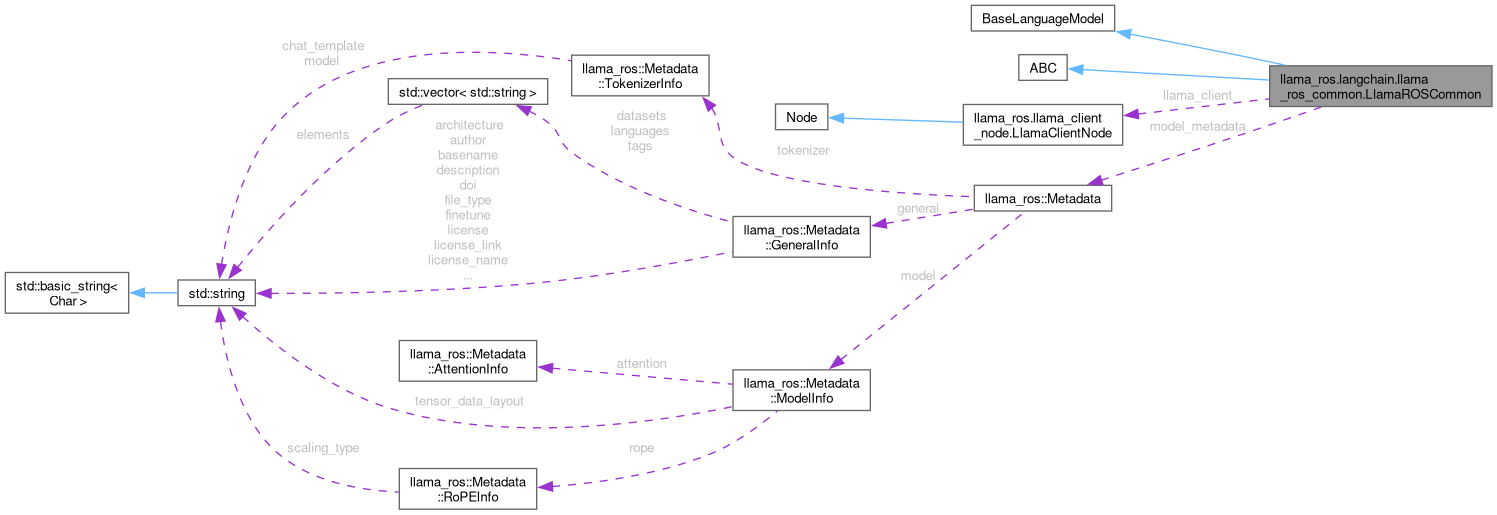 BaseLanguageModel
ABC
llama_ros.langchain.llama
_ros_common.LlamaROSCommon
llama_client
model_metadata
Node
llama_ros.llama_client
_node.LlamaClientNode
chat_template
model
llama_ros::Metadata
::TokenizerInfo
std::vector< std::string >
elements
architecture
author
basename
description
doi
file_type
finetune
license
license_link
license_name
...
datasets
languages
tags
tokenizer
llama_ros::Metadata
general
llama_ros::Metadata
::GeneralInfo
model
std::basic_string<
Char >
std::string
llama_ros::Metadata
::AttentionInfo
attention
llama_ros::Metadata
::ModelInfo
tensor_data_layout
scaling_type
rope
llama_ros::Metadata
::RoPEInfo